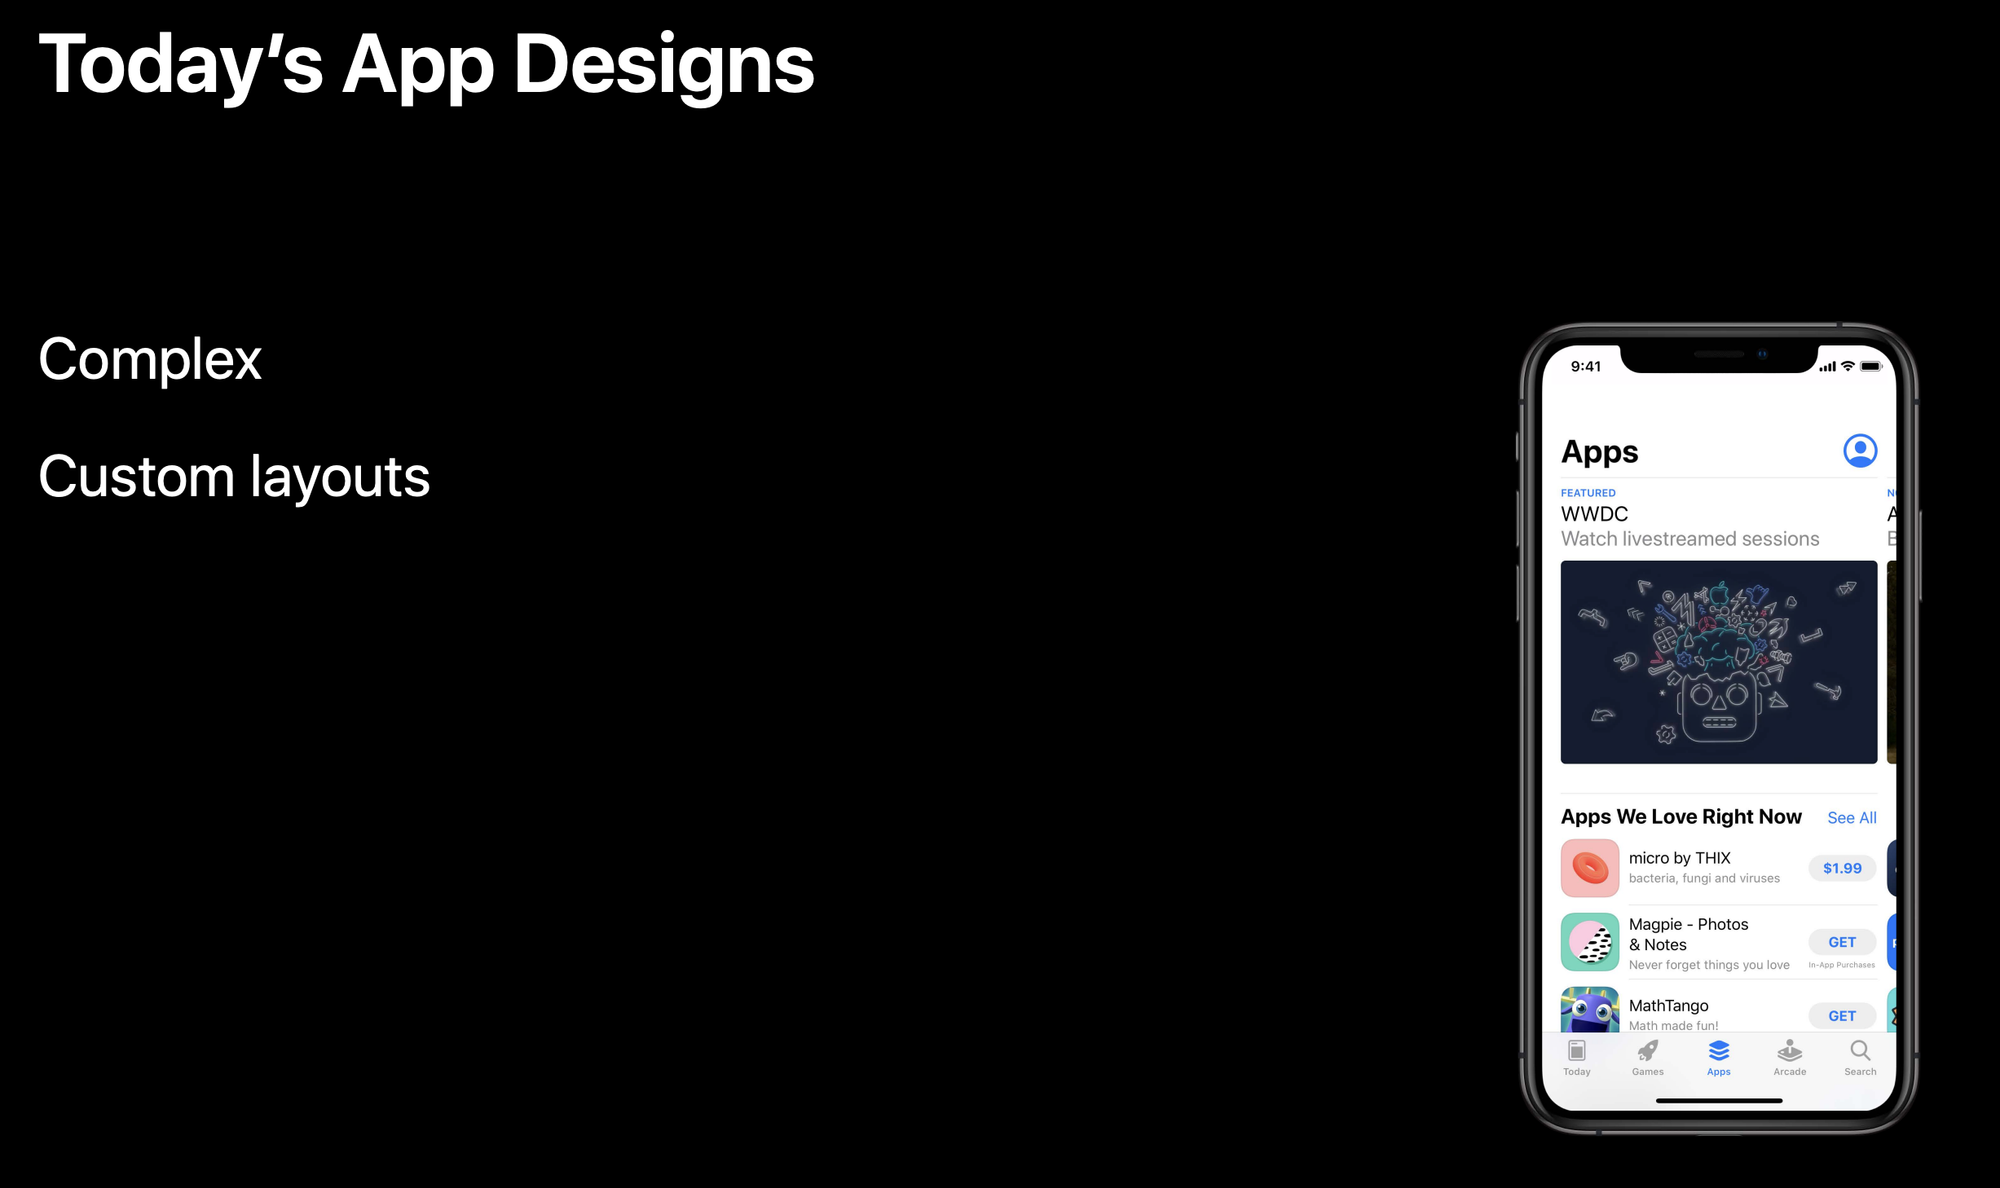 Today's App Designs
Complex
Custom layouts
9:41
Apps
FEATURED
WWDC
Watch livestreamed sessions
Apps We Love Right Now See All
micro by THIX
bacteria, fungi and viruses
$1.99
Magpie - Photos
& Notes
Never forget things you love
GET
In-App Purchases
MathTango
Math made fun!
GET
Today Games Apps Arcade Search